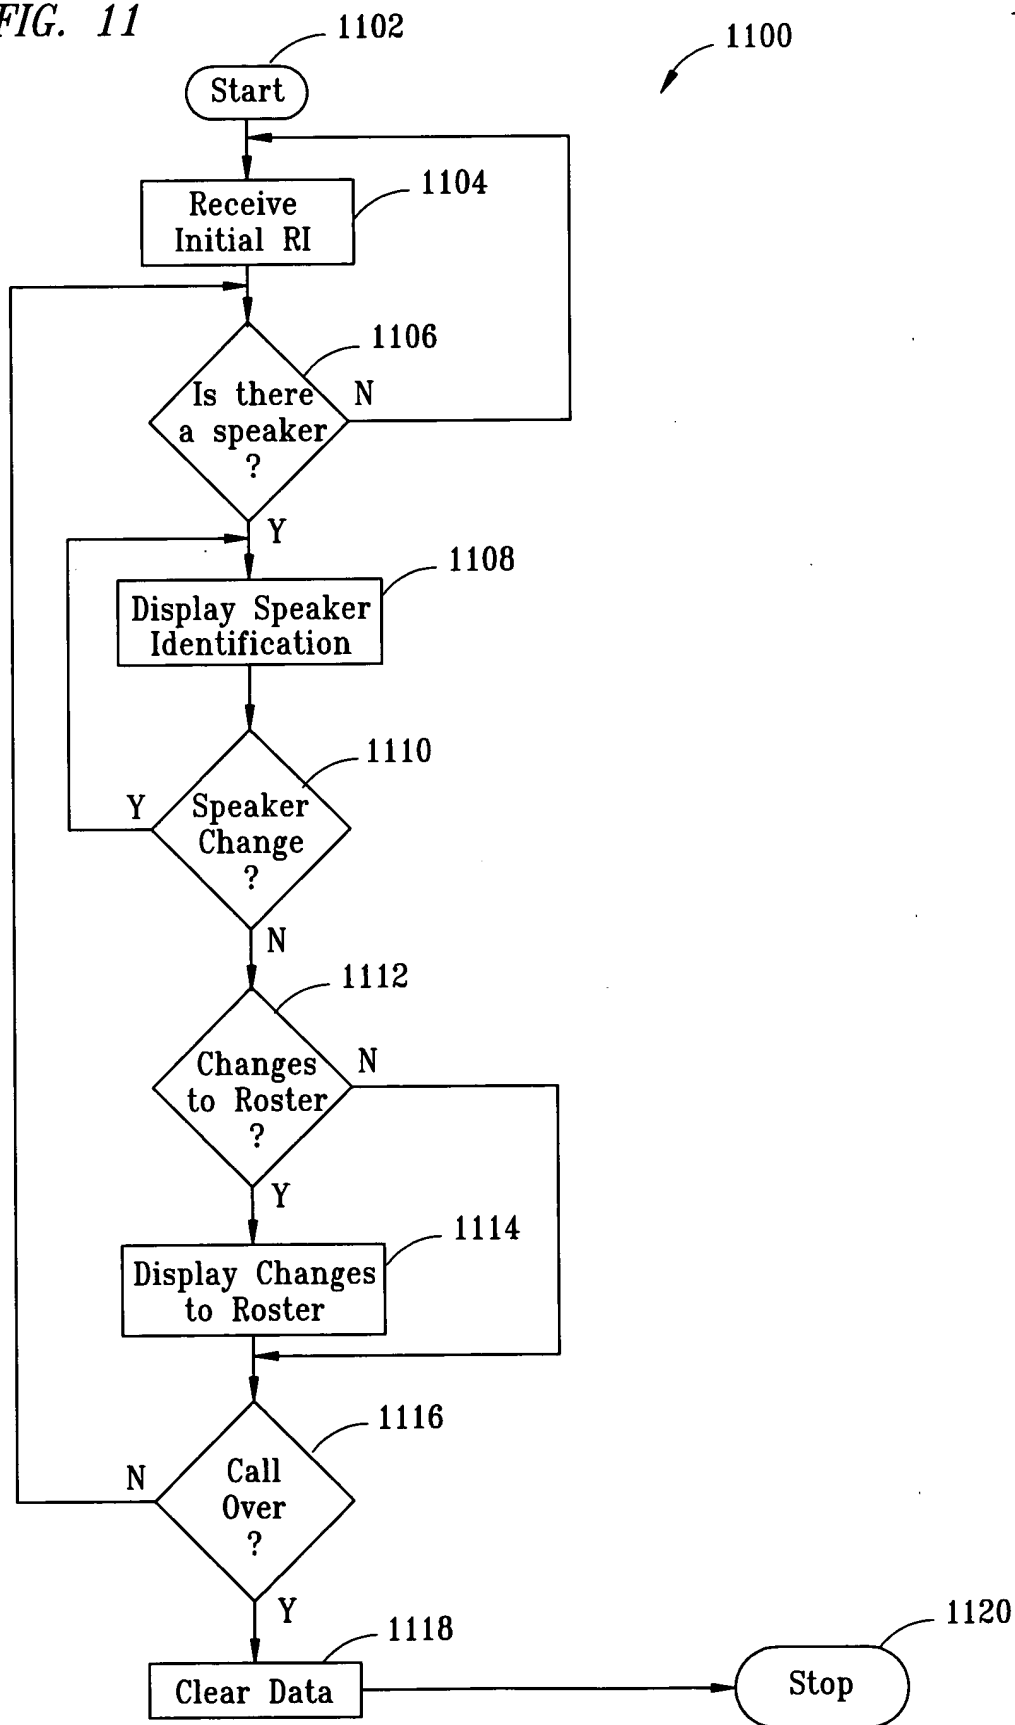 FIG. 11
1102
1100
Start
1104
Receive
Initial RI
1106
Is there
a speaker
?
N
Y
1108
Display Speaker
Identification
1110
Y
Speaker
Change
?
N
1112
Changes
to Roster
?
N
Y
1114
Display Changes
to Roster
1116
N
Call
Over
?
Y
1118
1120
Clear Data
Stop